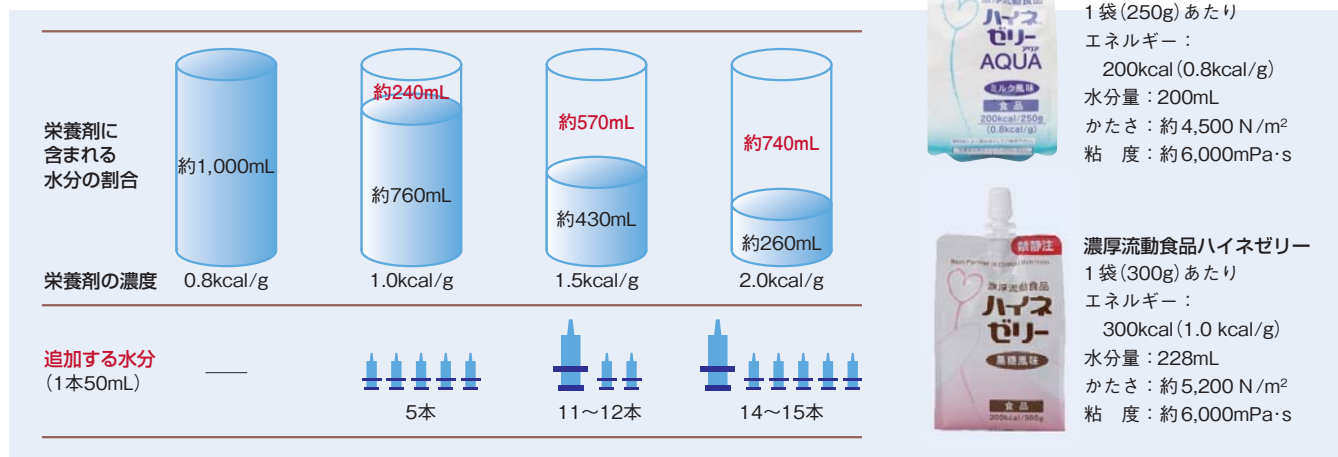 栄養剤に
含まれる
水分の割合
約1,000mL
約240mL
約760mL
約570mL
約430mL
約740mL
約260mL
栄養剤の濃度
0.8kcal/g
1.0kcal/g
1.5kcal/g
2.0kcal/g
追加する水分
(1本50mL)
5本
11〜12本
14〜15本
ハイネ
ゼリー
アクア
AQUA
ミルク風味
食品
200kcal/250g
(0.8kcal/g)
1袋(250g)あたり
エネルギー：
200kcal(0.8kcal/g)
水分量：200mL
かたさ：約4,500 N/m²
粘　度：約6,000mPa·s
禁静注
濃厚流動食品
ハイネ
ゼリー
黒糖風味
食品
300kcal/300g
濃厚流動食品ハイネゼリー
1袋(300g)あたり
エネルギー：
300kcal(1.0 kcal/g)
水分量：228mL
かたさ：約5,200 N/m²
粘　度：約6,000mPa·s